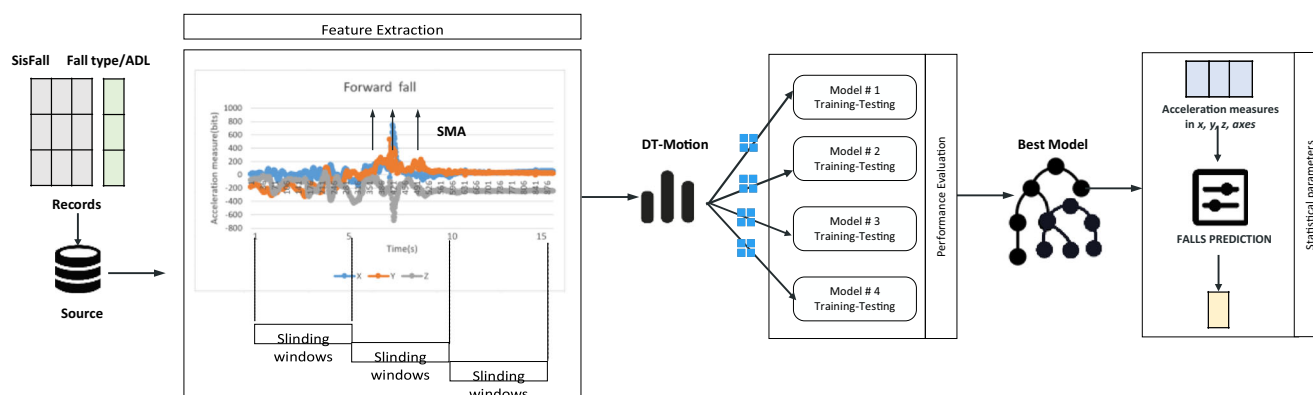 Feature Extraction
SisFall Fall type/ADL
Records
Source
Forward fall
SMA
Acceleration measure(bits)
1000
800
600
400
200
0
-200
-400
-600
-800
1 5 10 15
Time(s)
X Y Z
Slinding
windows
Slinding
windows
Slinding
windows
DT-Motion
Model # 1
Training-Testing
Model # 2
Training-Testing
Model # 3
Training-Testing
Model # 4
Training-Testing
Performance Evaluation
Best Model
Acceleration measures
in x, y, z, axes
FALLS PREDICTION
Statistical parameters